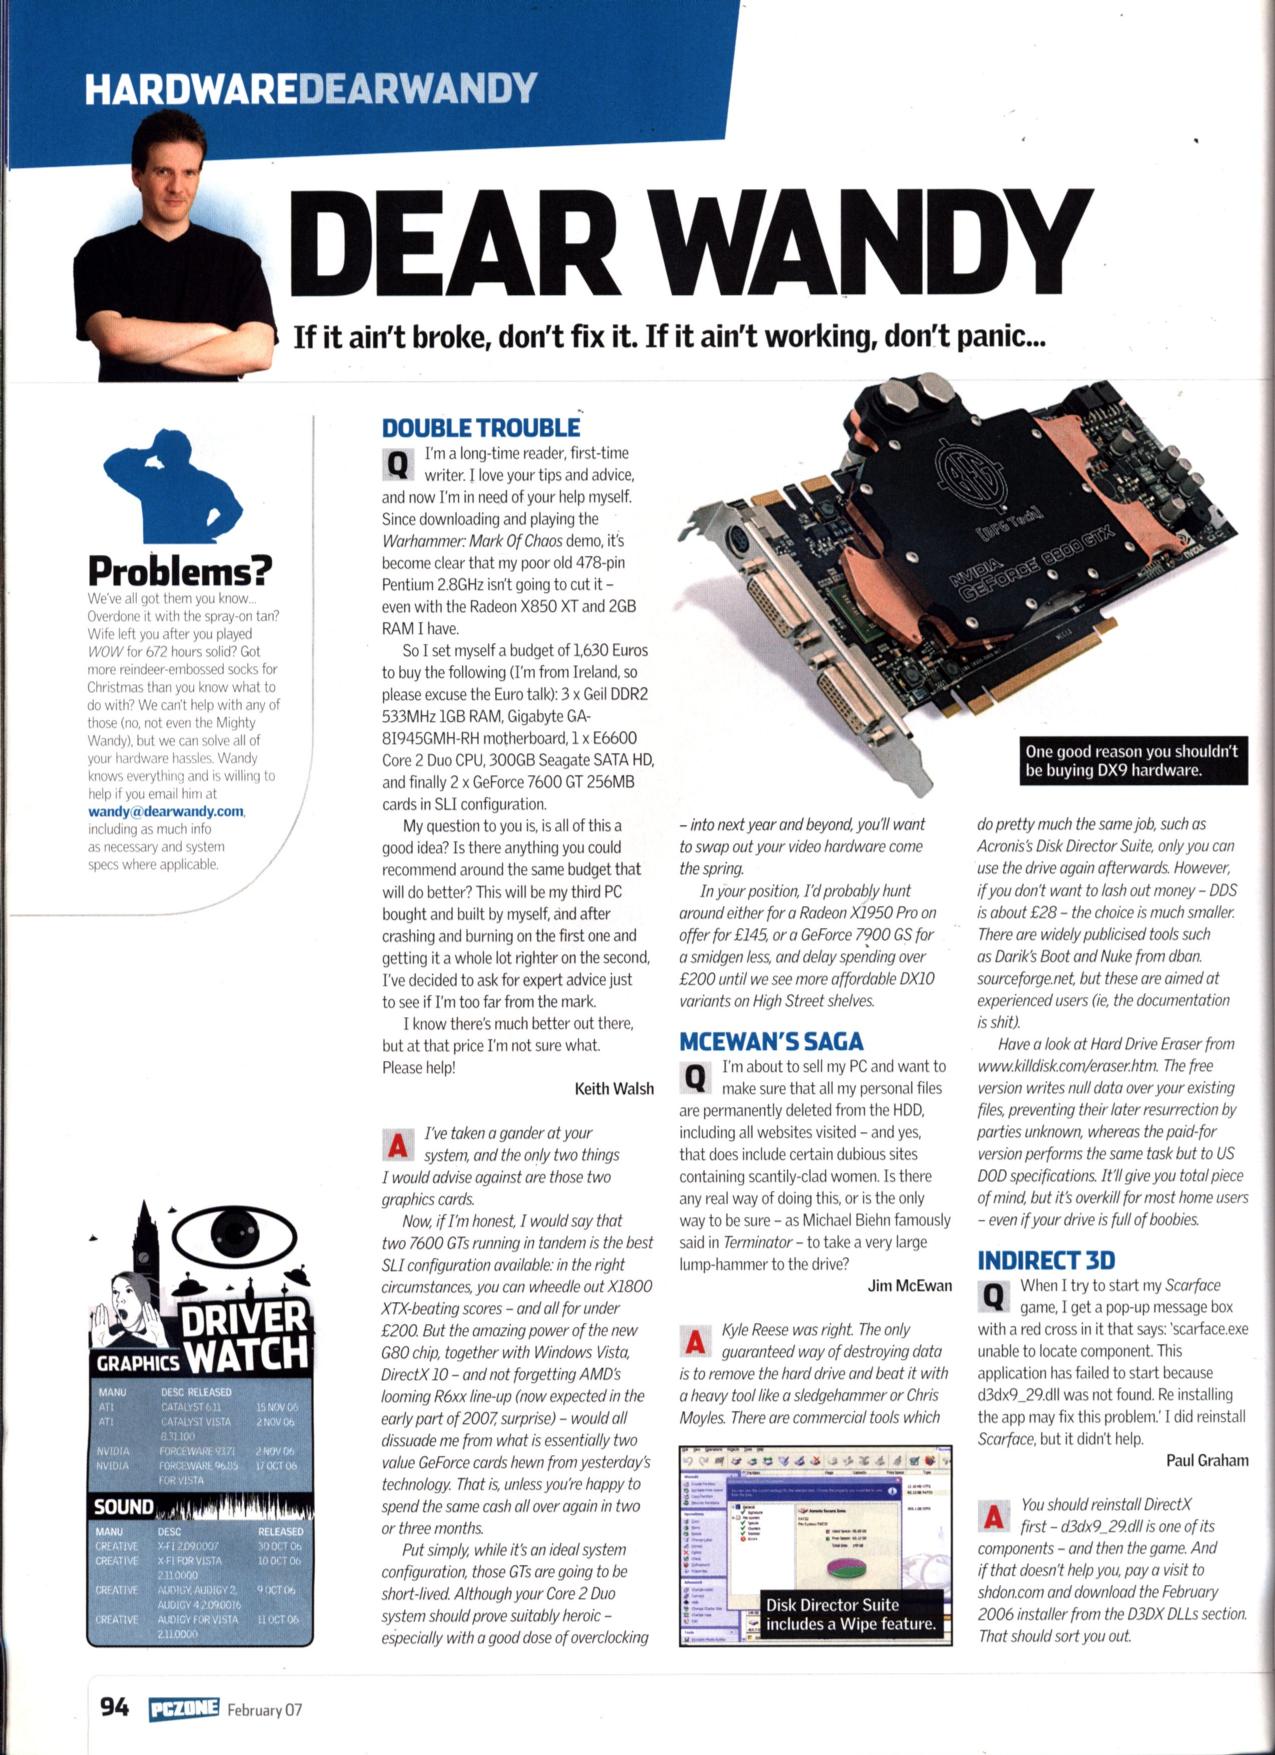 HARDWAREDEARWANDY
DEAR WANDY
If it ain't broke, don't fix it. If it ain't working, don't panic...
Problems?
We've all got them you know...
Overdone it with the spray-on tan?
Wife left you after you played
WOW for 672 hours solid? Got
more reindeer-embossed socks for
Christmas than you know what to
do with? We can't help with any of
those (no, not even the Mighty
Wandy), but we can solve all of
your hardware hassles. Wandy
knows everything and is willing to
help if you email him at
wandy@dearwandy.com,
including as much info
as necessary and system
specs where applicable.
DRIVER
WATCH
GRAPHICS
MANU DESC RELEASED
ATI CATALYST 6.11 15 NOV 06
ATI CATALYST VISTA 2 NOV 06
8.31.100
NVIDIA FORCEWARE 93.71 2 NOV 06
NVIDIA FORCEWARE 96.85 17 OCT 06
FOR VISTA
SOUND
MANU DESC RELEASED
CREATIVE X-FI 2.09.0007 30 OCT 06
CREATIVE X-FI FOR VISTA 10 OCT 06
2.11.0000
CREATIVE AUDIGY, AUDIGY 2, 9 OCT 06
AUDIGY 4 2.09.0016
CREATIVE AUDIGY FOR VISTA 11 OCT 06
2.11.0000
DOUBLE TROUBLE
Q I'm a long-time reader, first-time
writer. I love your tips and advice,
and now I'm in need of your help myself.
Since downloading and playing the
Warhammer: Mark Of Chaos demo, it's
become clear that my poor old 478-pin
Pentium 2.8GHz isn't going to cut it –
even with the Radeon X850 XT and 2GB
RAM I have.
So I set myself a budget of 1,630 Euros
to buy the following (I'm from Ireland, so
please excuse the Euro talk): 3 x Geil DDR2
533MHz 1GB RAM, Gigabyte GA-
8I945GMH-RH motherboard, 1 x E6600
Core 2 Duo CPU, 300GB Seagate SATA HD,
and finally 2 x GeForce 7600 GT 256MB
cards in SLI configuration.
My question to you is, is all of this a
good idea? Is there anything you could
recommend around the same budget that
will do better? This will be my third PC
bought and built by myself, and after
crashing and burning on the first one and
getting it a whole lot righter on the second,
I've decided to ask for expert advice just
to see if I'm too far from the mark.
I know there's much better out there,
but at that price I'm not sure what.
Please help!
Keith Walsh
A I've taken a gander at your
system, and the only two things
I would advise against are those two
graphics cards.
Now, if I'm honest, I would say that
two 7600 GTs running in tandem is the best
SLI configuration available: in the right
circumstances, you can wheedle out X1800
XTX-beating scores – and all for under
£200. But the amazing power of the new
G80 chip, together with Windows Vista,
DirectX 10 – and not forgetting AMD's
looming R6xx line-up (now expected in the
early part of 2007, surprise) – would all
dissuade me from what is essentially two
value GeForce cards hewn from yesterday's
technology. That is, unless you're happy to
spend the same cash all over again in two
or three months.
Put simply, while it's an ideal system
configuration, those GTs are going to be
short-lived. Although your Core 2 Duo
system should prove suitably heroic –
especially with a good dose of overclocking
BFG
[BFG Tech]
NVIDIA
GEFORCE 8800 GTX
One good reason you shouldn't
be buying DX9 hardware.
– into next year and beyond, you'll want
to swap out your video hardware come
the spring.
In your position, I'd probably hunt
around either for a Radeon X1950 Pro on
offer for £145, or a GeForce 7900 GS for
a smidgen less, and delay spending over
£200 until we see more affordable DX10
variants on High Street shelves.
MCEWAN'S SAGA
Q I'm about to sell my PC and want to
make sure that all my personal files
are permanently deleted from the HDD,
including all websites visited – and yes,
that does include certain dubious sites
containing scantily-clad women. Is there
any real way of doing this, or is the only
way to be sure – as Michael Biehn famously
said in Terminator – to take a very large
lump-hammer to the drive?
Jim McEwan
A Kyle Reese was right. The only
guaranteed way of destroying data
is to remove the hard drive and beat it with
a heavy tool like a sledgehammer or Chris
Moyles. There are commercial tools which
Disk Director Suite
includes a Wipe feature.
do pretty much the same job, such as
Acronis's Disk Director Suite, only you can
use the drive again afterwards. However,
if you don't want to lash out money – DDS
is about £28 – the choice is much smaller.
There are widely publicised tools such
as Darik's Boot and Nuke from dban.
sourceforge.net, but these are aimed at
experienced users (ie, the documentation
is shit).
Have a look at Hard Drive Eraser from
www.killdisk.com/eraser.htm. The free
version writes null data over your existing
files, preventing their later resurrection by
parties unknown, whereas the paid-for
version performs the same task but to US
DOD specifications. It'll give you total piece
of mind, but it's overkill for most home users
– even if your drive is full of boobies.
INDIRECT 3D
Q When I try to start my Scarface
game, I get a pop-up message box
with a red cross in it that says: 'scarface.exe
unable to locate component. This
application has failed to start because
d3dx9_29.dll was not found. Re installing
the app may fix this problem.' I did reinstall
Scarface, but it didn't help.
Paul Graham
A You should reinstall DirectX
first – d3dx9_29.dll is one of its
components – and then the game. And
if that doesn't help you, pay a visit to
shdon.com and download the February
2006 installer from the D3DX DLLs section.
That should sort you out.
94 PCZONE February 07